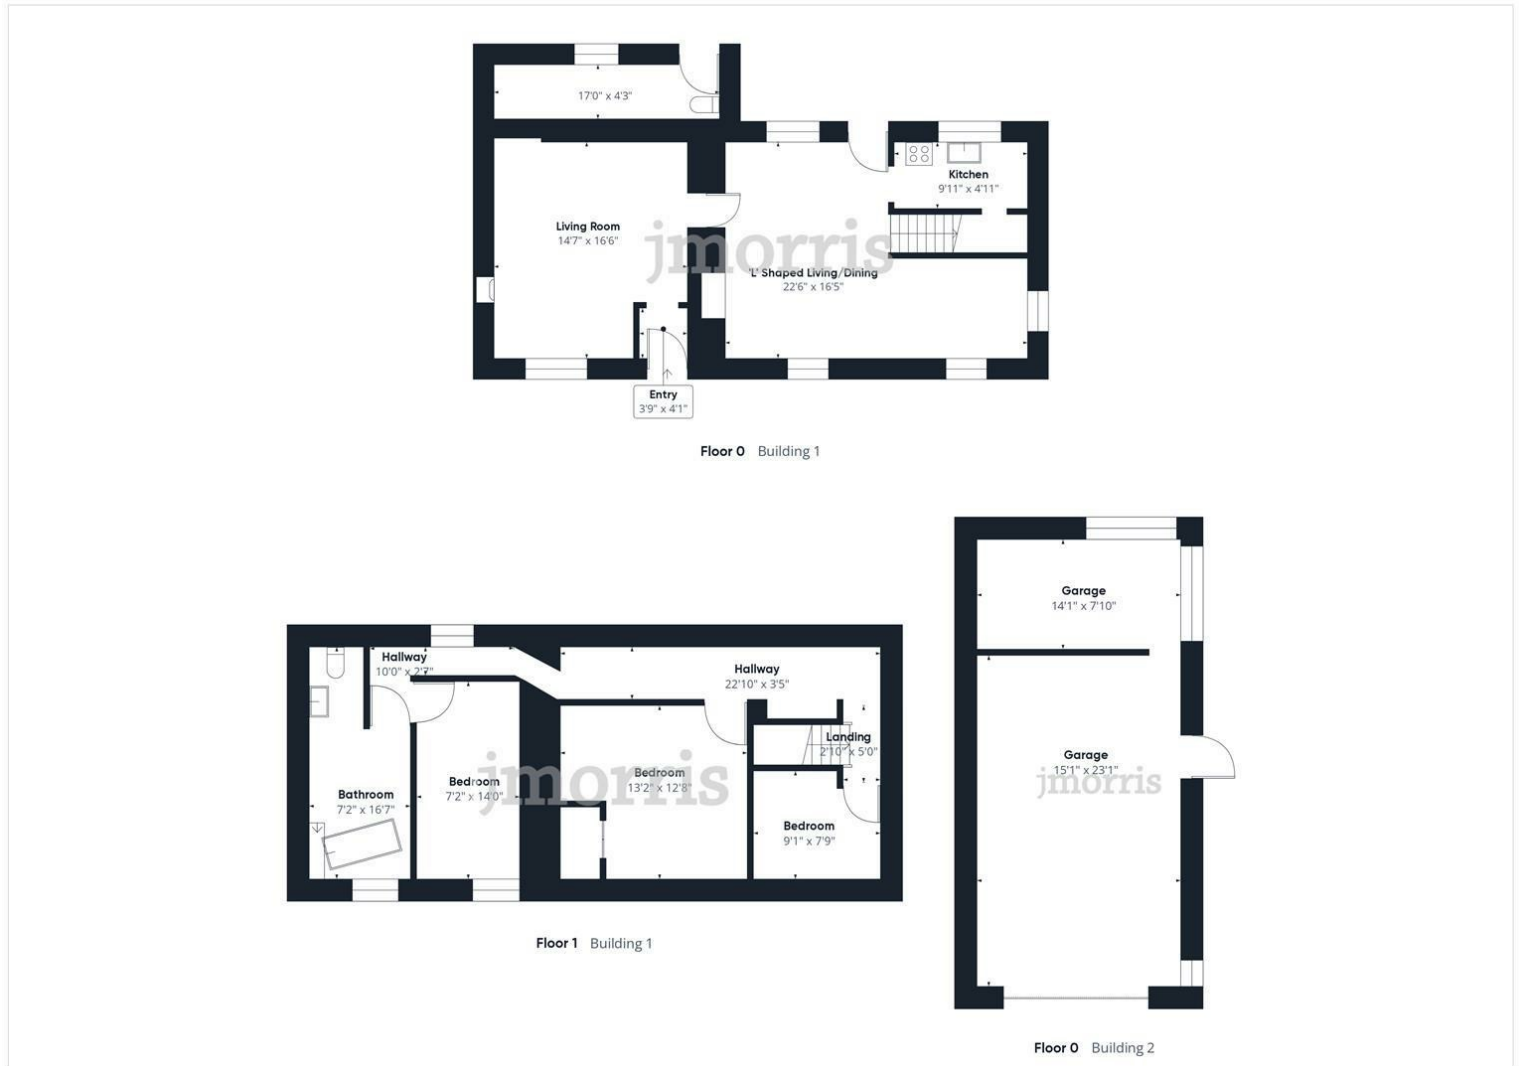 17'0" x 4'3"
Kitchen
9'11" x 4'11"
Living Room
14'7" x 16'6"
jmorris
'L' Shaped Living/Dining
22'6" x 16'5"
Entry
3'9" x 4'1"
Floor 0 Building 1
Garage
14'1" x 7'10"
Hallway
10'0" x 2'7"
Hallway
22'10" x 3'5"
Landing
2'10" x 5'0"
Garage
15'1" x 23'1"
jmorris
Bedroom
13'2" x 12'8"
Bedroom
7'2" x 14'0"
jmorris
Bathroom
7'2" x 16'7"
Bedroom
9'1" x 7'9"
Floor 1 Building 1
Floor 0 Building 2